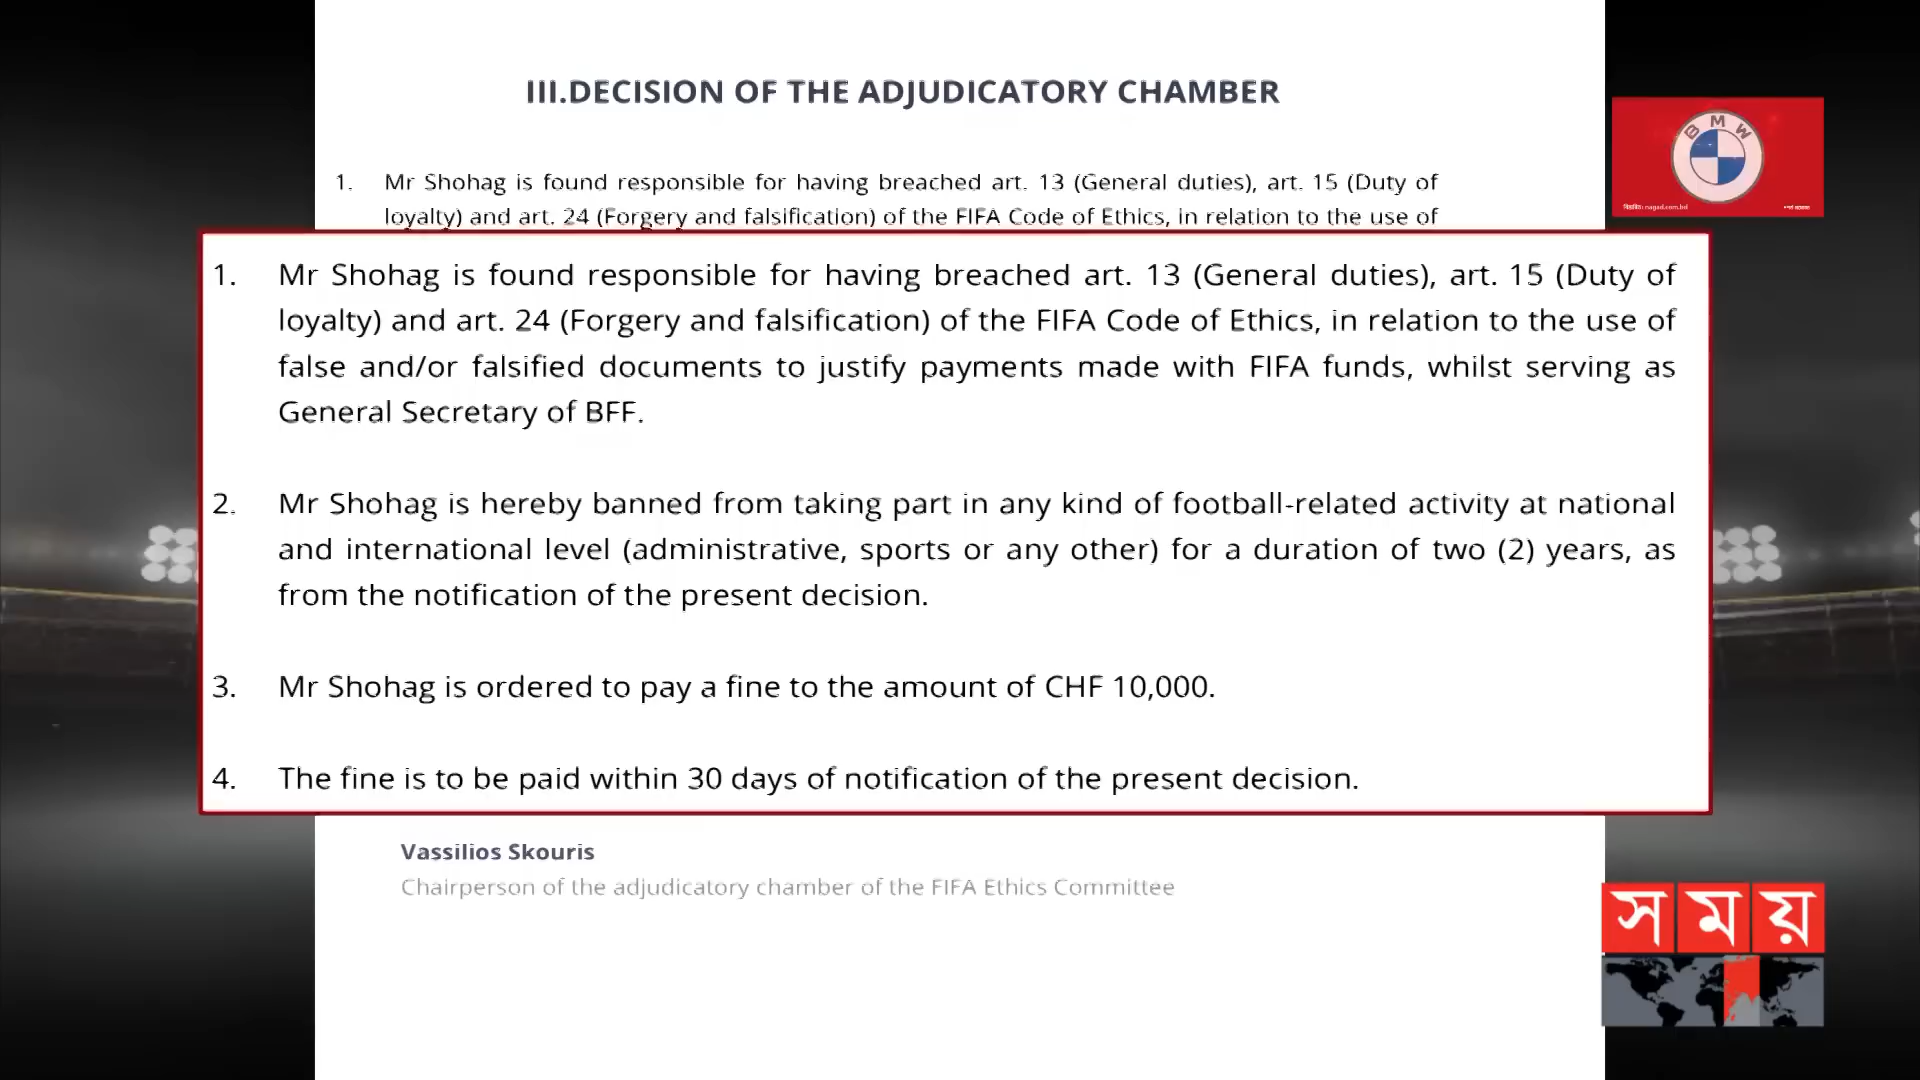 III.DECISION OF THE ADJUDICATORY CHAMBER
1. Mr Shohag is found responsible for having breached art. 13 (General duties), art. 15 (Duty of
loyalty) and art. 24 (Forgery and falsification) of the FIFA Code of Ethics, in relation to the use of
1. Mr Shohag is found responsible for having breached art. 13 (General duties), art. 15 (Duty of
loyalty) and art. 24 (Forgery and falsification) of the FIFA Code of Ethics, in relation to the use of
false and/or falsified documents to justify payments made with FIFA funds, whilst serving as
General Secretary of BFF.
2. Mr Shohag is hereby banned from taking part in any kind of football-related activity at national
and international level (administrative, sports or any other) for a duration of two (2) years, as
from the notification of the present decision.
3. Mr Shohag is ordered to pay a fine to the amount of CHF 10,000.
4. The fine is to be paid within 30 days of notification of the present decision.
Vassilios Skouris
Chairperson of the adjudicatory chamber of the FIFA Ethics Committee
BMW
সময়